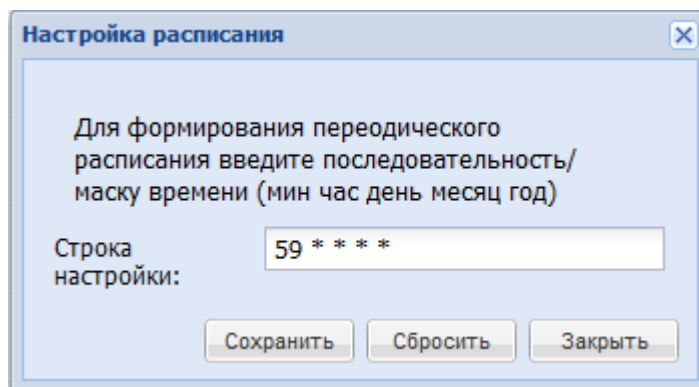 Настройка расписания
Для формирования переодического
расписания введите последовательность/
маску времени (мин час день месяц год)
Строка
настройки:
59 * * * *
Сохранить Сбросить Закрыть